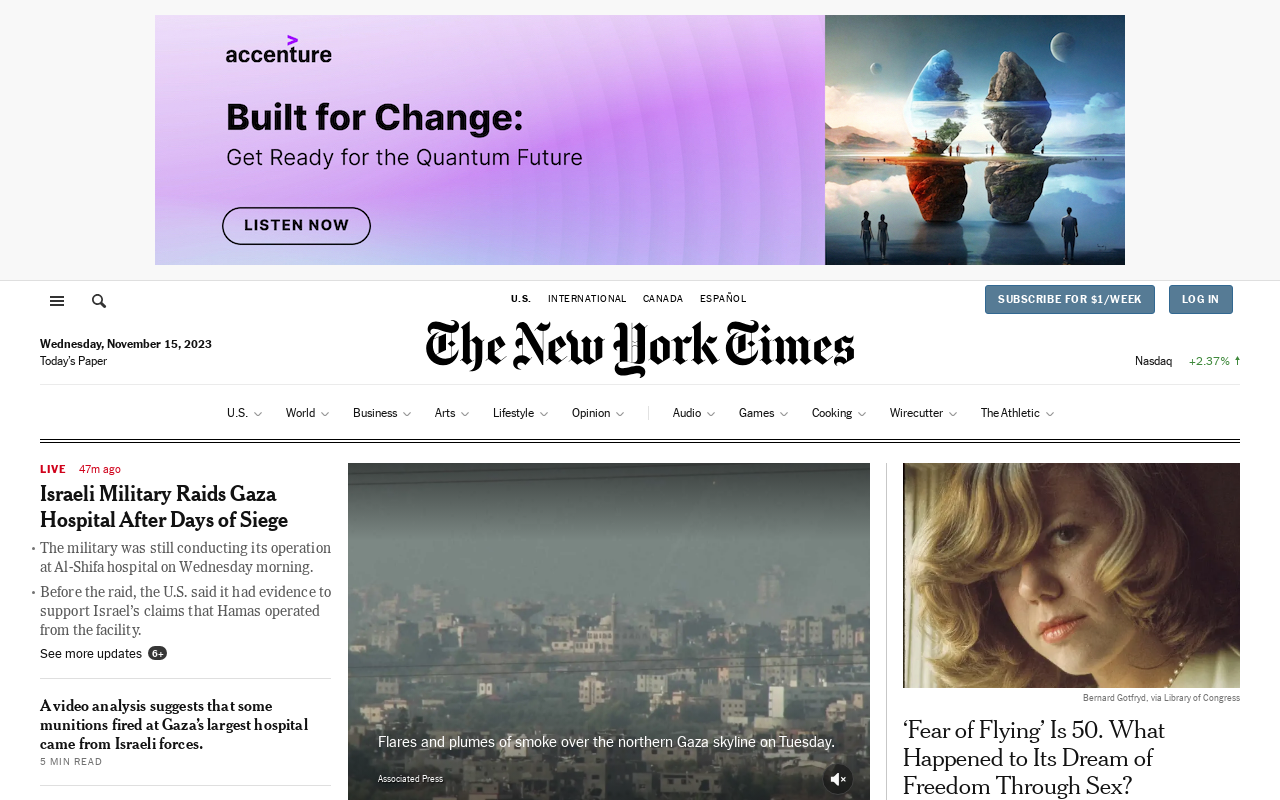 accenture
Built for Change:
Get Ready for the Quantum Future
LISTEN NOW
U.S. INTERNATIONAL CANADA ESPAÑOL
SUBSCRIBE FOR $1/WEEK LOG IN
The New York Times
Wednesday, November 15, 2023
Today's Paper
Nasdaq +2.37%
U.S. World Business Arts Lifestyle Opinion Audio Games Cooking Wirecutter The Athletic
LIVE 47m ago
Israeli Military Raids Gaza
Hospital After Days of Siege
• The military was still conducting its operation
at Al-Shifa hospital on Wednesday morning.
• Before the raid, the U.S. said it had evidence to
support Israel's claims that Hamas operated
from the facility.
See more updates 6+
A video analysis suggests that some
munitions fired at Gaza's largest hospital
came from Israeli forces.
5 MIN READ
Flares and plumes of smoke over the northern Gaza skyline on Tuesday.
Associated Press
Bernard Gotfryd, via Library of Congress
‘Fear of Flying’ Is 50. What
Happened to Its Dream of
Freedom Through Sex?